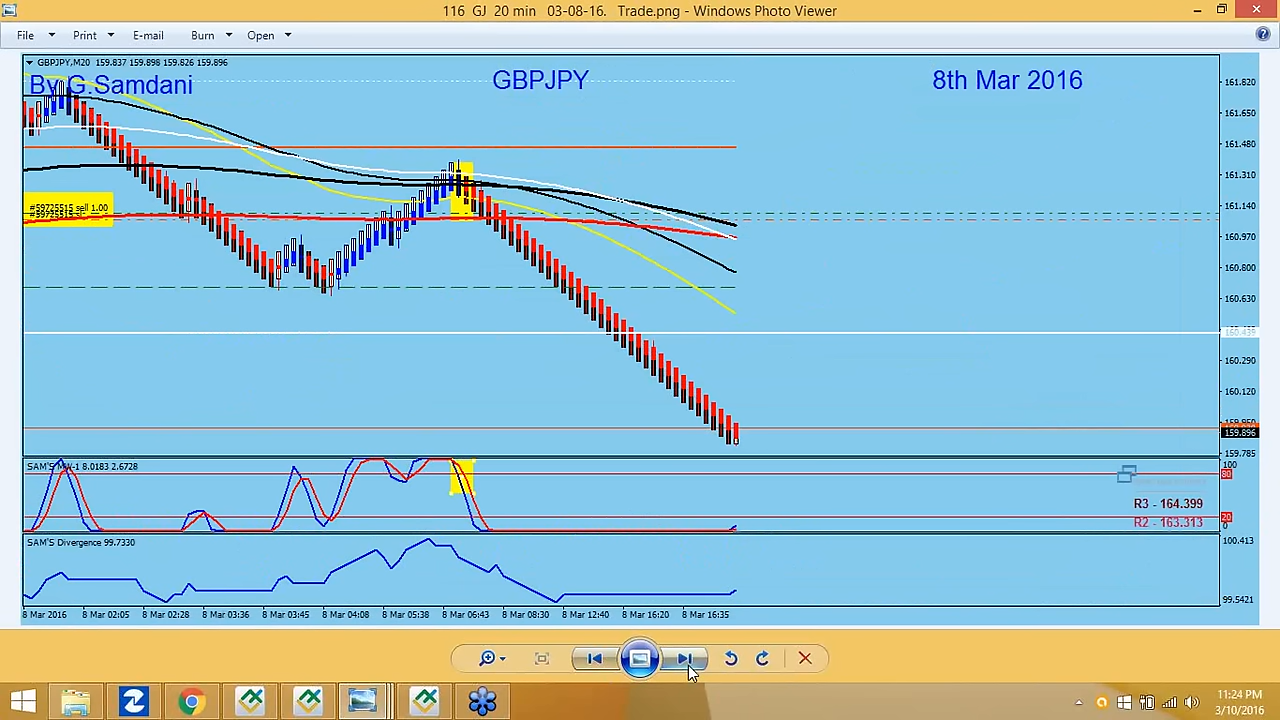 116 GJ 20 min 03-08-16. Trade.png - Windows Photo Viewer
File Print E-mail Burn Open
GBPJPY,M20 159.837 159.898 159.826 159.896
By G.Samdani GBPJPY 8th Mar 2016
161.820
161.650
161.480
161.310
#59725515 sell 1.00
161.140
160.970
160.800
160.630
160.439
160.290
160.120
159.896
159.785
SAM'S MW-1 8.0183 2.6728
100
80
R3 - 164.399
R2 - 163.313
20
0
SAM'S Divergence 99.7330
100.413
99.5421
8 Mar 2016 8 Mar 02:05 8 Mar 02:28 8 Mar 03:36 8 Mar 03:45 8 Mar 04:08 8 Mar 05:38 8 Mar 06:43 8 Mar 08:30 8 Mar 12:40 8 Mar 16:20 8 Mar 16:35
11:24 PM
3/10/2016